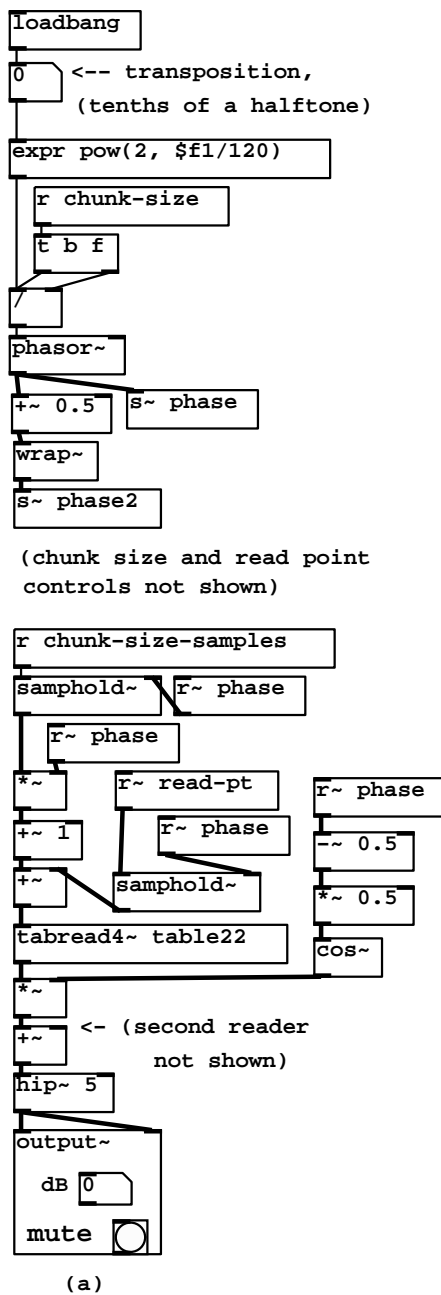 loadbang
0
<-- transposition,
(tenths of a halftone)
expr pow(2, $f1/120)
r chunk-size
t b f
/
phasor~
+~ 0.5
s~ phase
wrap~
s~ phase2
(chunk size and read point
controls not shown)
r chunk-size-samples
samphold~
r~ phase
r~ phase
*~
r~ read-pt
r~ phase
+~ 1
r~ phase
-~ 0.5
+~
samphold~
*~ 0.5
tabread4~ table22
cos~
*~
+~
<- (second reader
not shown)
hip~ 5
output~
dB
0
mute
(a)